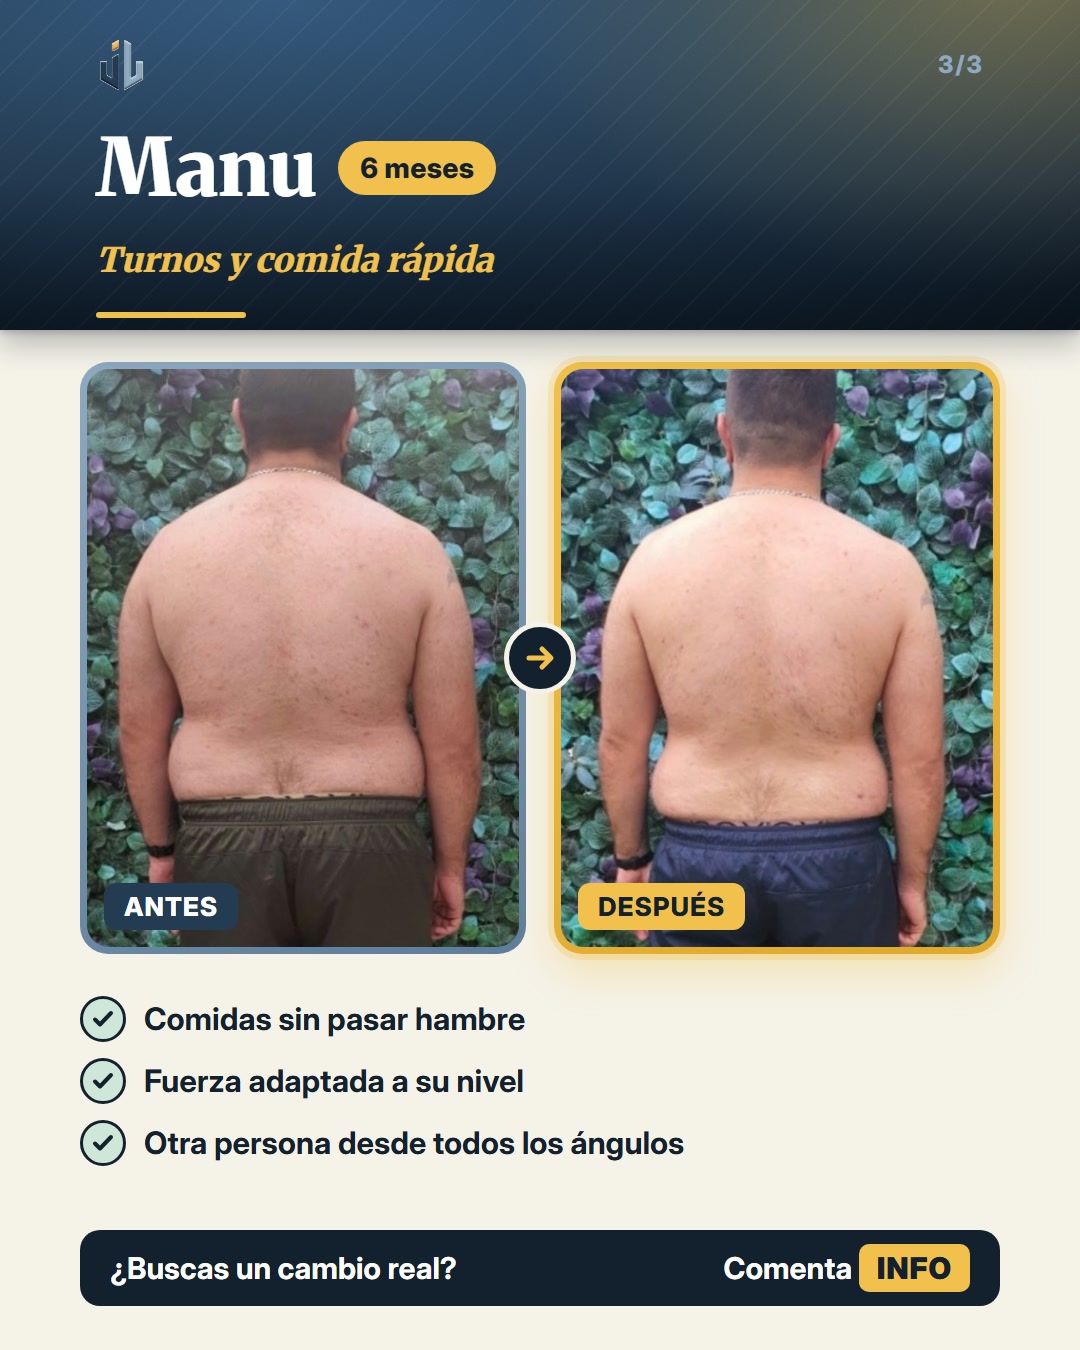 3/3
Manu 6 meses
Turnos y comida rápida
ANTES
DESPUÉS
Comidas sin pasar hambre
Fuerza adaptada a su nivel
Otra persona desde todos los ángulos
¿Buscas un cambio real? Comenta INFO